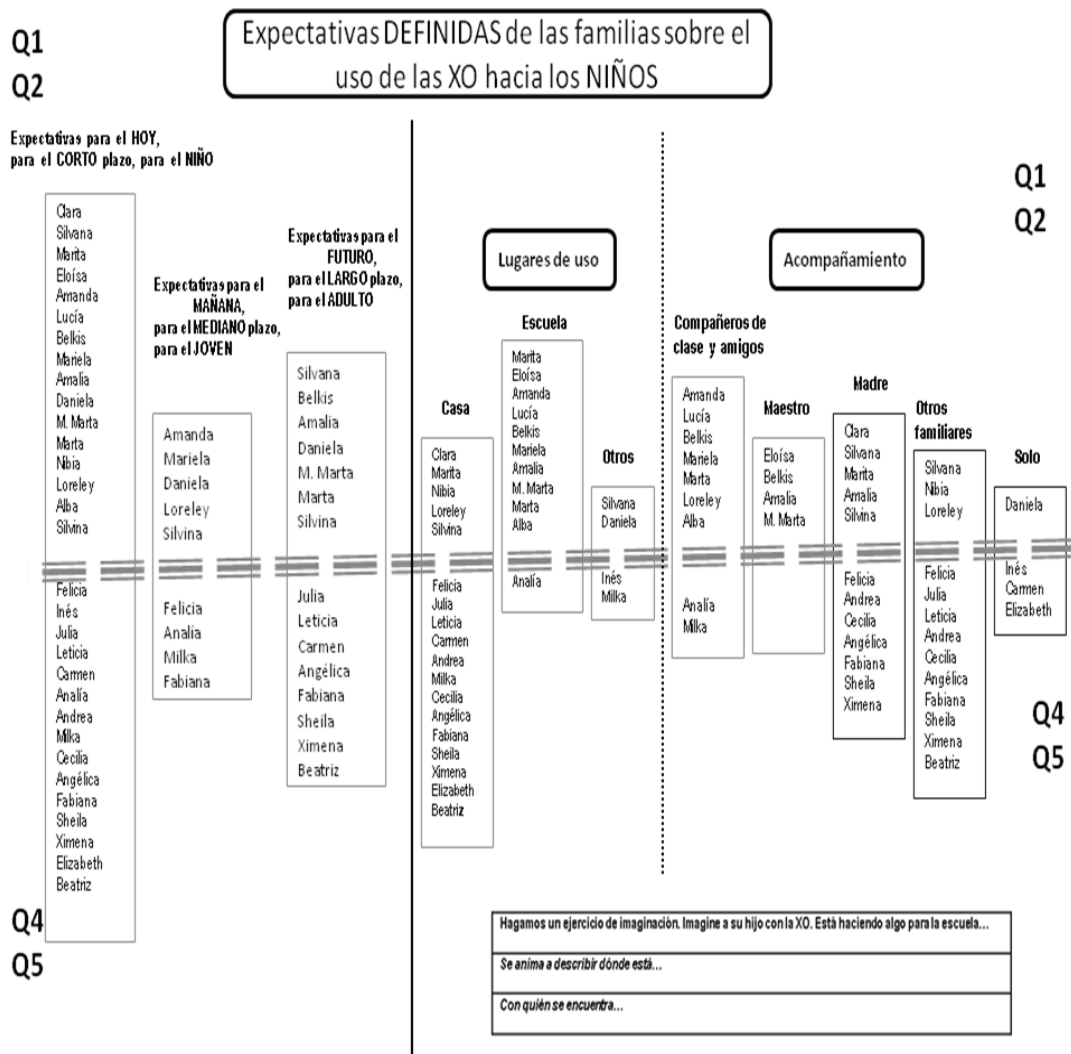 Q1
Q2
Expectativas DEFINIDAS de las familias sobre el
uso de las XO hacia los NIÑOS
Expectativas para el HOY,
para el CORTO plazo, para el NIÑO
Clara
Silvana
Marita
Eloísa
Amanda
Lucía
Belkis
Mariela
Amalia
Daniela
M. Marta
Marta
Nibia
Loreley
Alba
Silvina
Felicia
Inés
Julia
Leticia
Carmen
Analía
Andrea
Milka
Cecilia
Angélica
Fabiana
Sheila
Ximena
Elizabeth
Beatriz
Expectativas para el
MAÑANA,
para el MEDIANO plazo,
para el JOVEN
Amanda
Mariela
Daniela
Loreley
Silvina
Felicia
Analía
Milka
Fabiana
Expectativas para el
FUTURO,
para el LARGO plazo,
para el ADULTO
Silvana
Belkis
Amalia
Daniela
M. Marta
Marta
Silvina
Julia
Leticia
Carmen
Angélica
Fabiana
Sheila
Ximena
Beatriz
Lugares de uso
Casa
Clara
Marita
Nibia
Loreley
Silvina
Felicia
Julia
Leticia
Carmen
Andrea
Milka
Cecilia
Angélica
Fabiana
Sheila
Ximena
Elizabeth
Beatriz
Escuela
Marita
Eloísa
Amanda
Lucía
Belkis
Mariela
Amalia
M. Marta
Marta
Alba
Analía
Otros
Silvana
Daniela
Inés
Milka
Q1
Q2
Acompañamiento
Compañeros de
clase y amigos
Amanda
Lucía
Belkis
Mariela
Marta
Loreley
Alba
Analía
Milka
Maestro
Eloísa
Belkis
Amalia
M. Marta
Madre
Clara
Silvana
Marita
Amalia
Silvina
Felicia
Andrea
Cecilia
Angélica
Fabiana
Sheila
Ximena
Otros
familiares
Silvana
Nibia
Loreley
Felicia
Julia
Leticia
Andrea
Cecilia
Angélica
Fabiana
Sheila
Ximena
Beatriz
Solo
Daniela
Inés
Carmen
Elizabeth
Q4
Q5
Q4
Q5
Hagamos un ejercicio de imaginación. Imagine a su hijo con la XO. Está haciendo algo para la escuela...
Se anima a describir dónde está...
Con quién se encuentra...